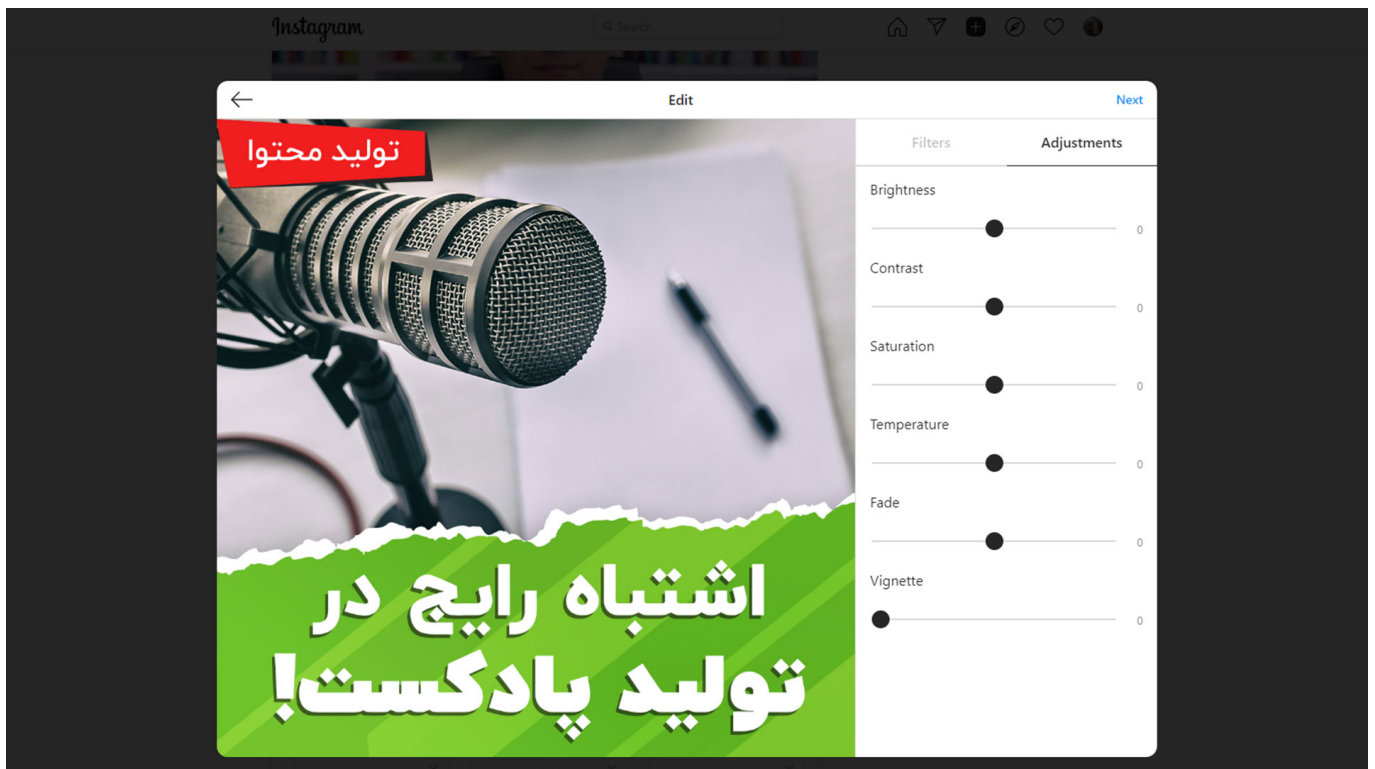 Instagram
Search
Edit
Next
تولید محتوا
Filters
Adjustments
Brightness
0
Contrast
0
Saturation
0
Temperature
0
Fade
0
Vignette
0
اشتباه رایج در
تولید پادکست!